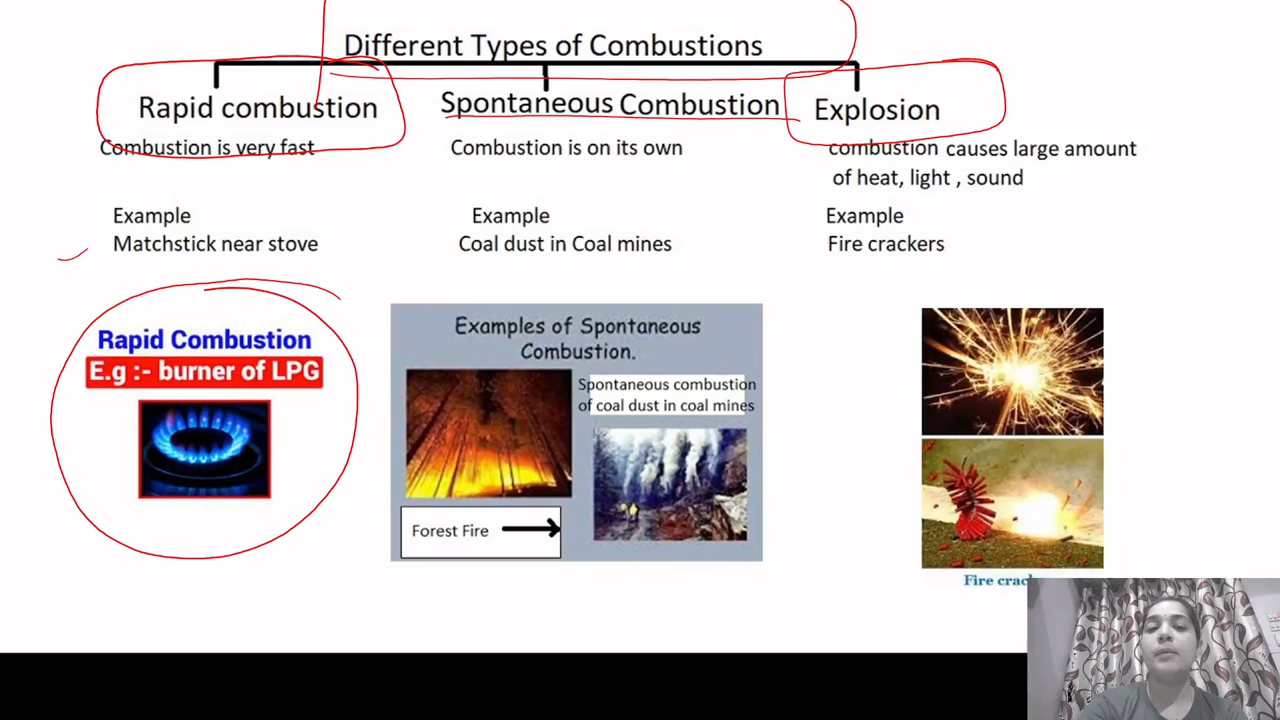 Different Types of Combustions
Rapid combustion
Combustion is very fast
Example
Matchstick near stove
Rapid Combustion
E.g :- burner of LPG
Spontaneous Combustion
Combustion is on its own
Example
Coal dust in Coal mines
Examples of Spontaneous
Combustion.
Spontaneous combustion
of coal dust in coal mines
Forest Fire
Explosion
combustion causes large amount
of heat, light , sound
Example
Fire crackers
Fire